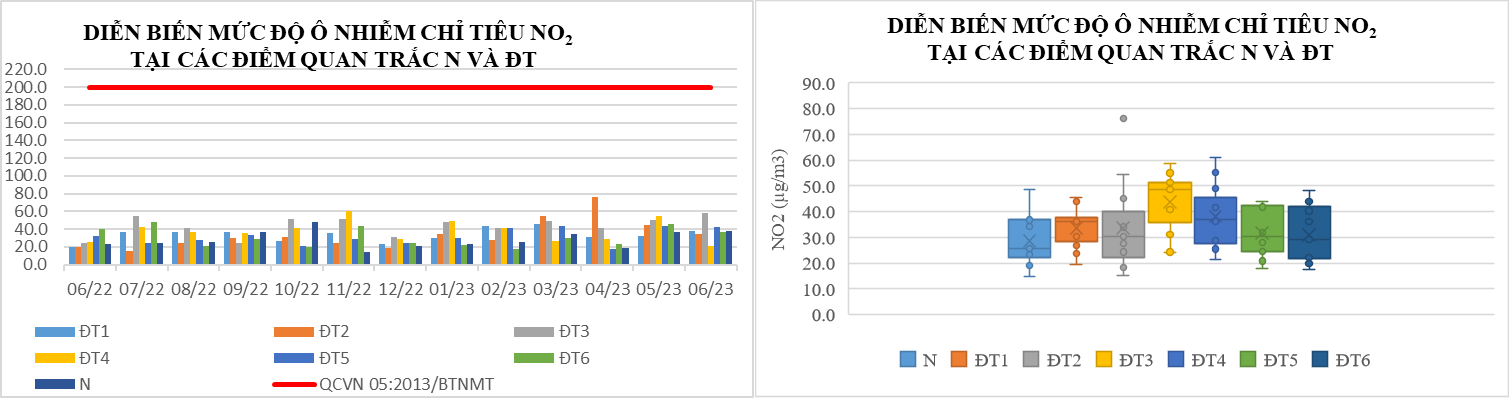 DIỄN BIẾN MỨC ĐỘ Ô NHIỄM CHỈ TIÊU NO2
TẠI CÁC ĐIỂM QUAN TRẮC N VÀ ĐT
220.0
200.0
180.0
160.0
140.0
120.0
100.0
80.0
60.0
40.0
20.0
0.0
06/22 07/22 08/22 09/22 10/22 11/22 12/22 01/23 02/23 03/23 04/23 05/23 06/23
ĐT1 ĐT2 ĐT3
ĐT4 ĐT5 ĐT6
N QCVN 05:2013/BTNMT
DIỄN BIẾN MỨC ĐỘ Ô NHIỄM CHỈ TIÊU NO2
TẠI CÁC ĐIỂM QUAN TRẮC N VÀ ĐT
NO2 (µg/m3)
90.0
80.0
70.0
60.0
50.0
40.0
30.0
20.0
10.0
0.0
N ĐT1 ĐT2 ĐT3 ĐT4 ĐT5 ĐT6